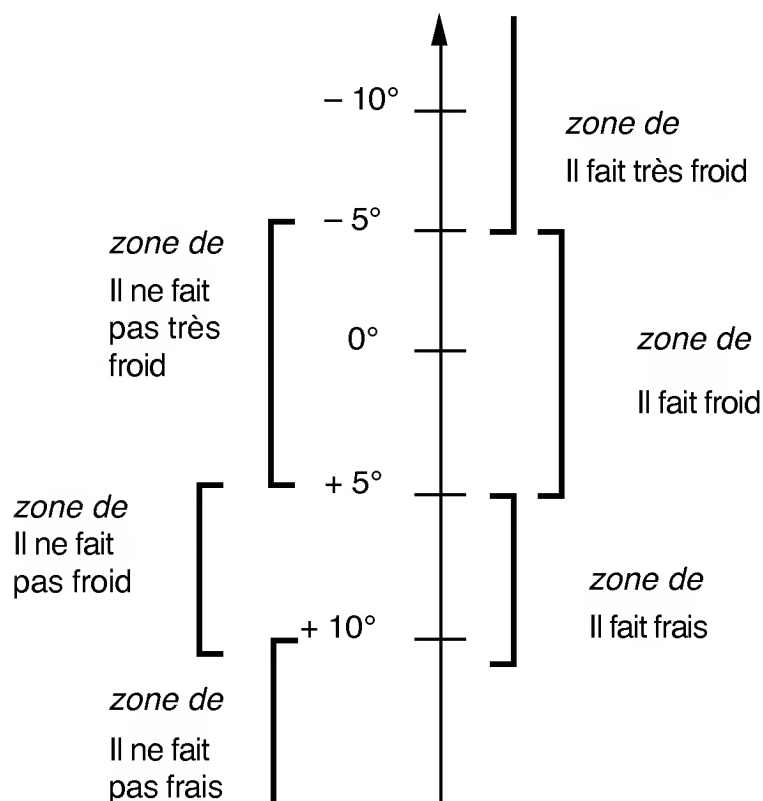 – 10°
zone de
Il fait très froid
– 5°
zone de
Il ne fait
pas très
froid
0°
zone de
Il fait froid
+ 5°
zone de
Il ne fait
pas froid
zone de
Il fait frais
+ 10°
zone de
Il ne fait
pas frais